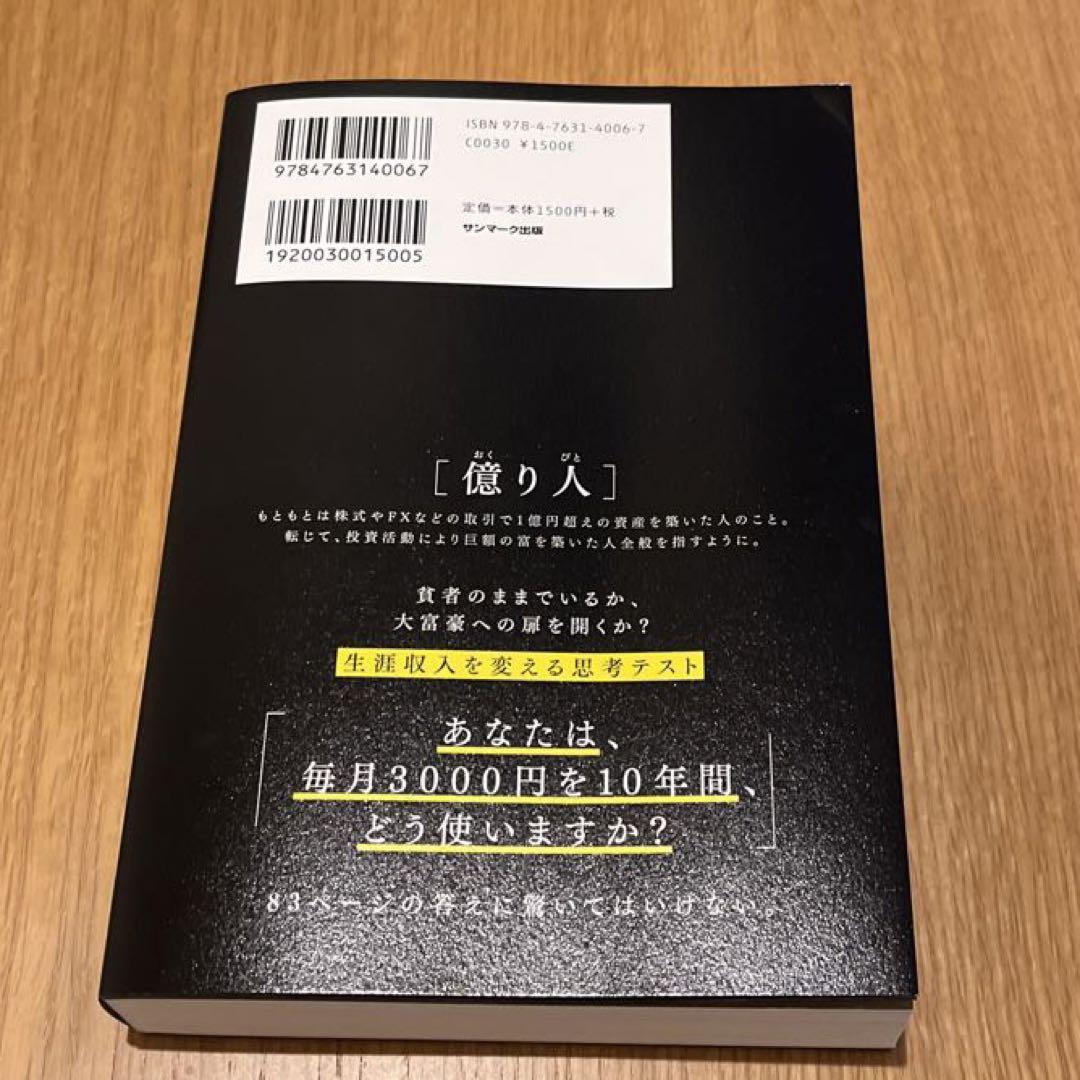 ISBN 978-4-7631-4006-7
C0030 ¥1500E
9784763140067
定価=本体1500円+税
サンマーク出版
1920030015005
おく びと
[億り人]
もともとは株式やFXなどの取引で1億円超えの資産を築いた人のこと。
転じて、投資活動により巨額の富を築いた人全般を指すように。
貧者のままでいるか、
大富豪への扉を開くか?
生涯収入を変える思考テスト
あなたは、
毎月3000円を10年間、
どう使いますか?
83ページの答えに驚いてはいけない。